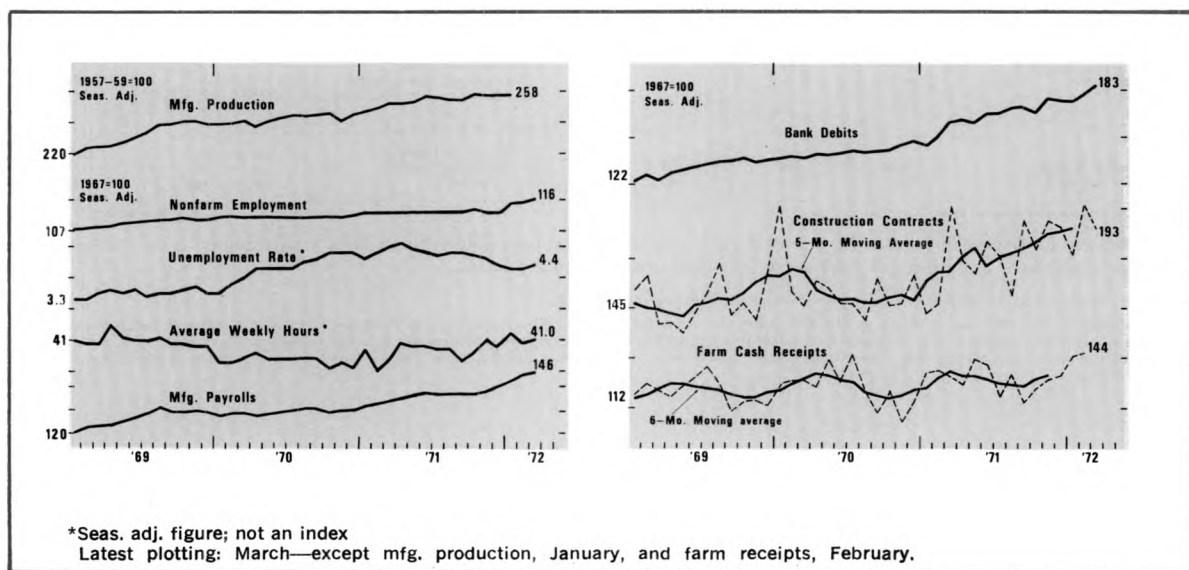 1957–59=100
Seas. Adj.
Mfg. Production
258
220
1967=100
Seas. Adj.
Nonfarm Employment
116
107
Unemployment Rate*
4.4
3.3
Average Weekly Hours*
41
41.0
146
Mfg. Payrolls
120
'69 '70 '71 '72
1967=100
Seas. Adj.
183
Bank Debits
122
Construction Contracts
5-Mo. Moving Average
193
145
Farm Cash Receipts
144
112
6-Mo. Moving average
'69 '70 '71 '72
*Seas. adj. figure; not an index
Latest plotting: March—except mfg. production, January, and farm receipts, February.